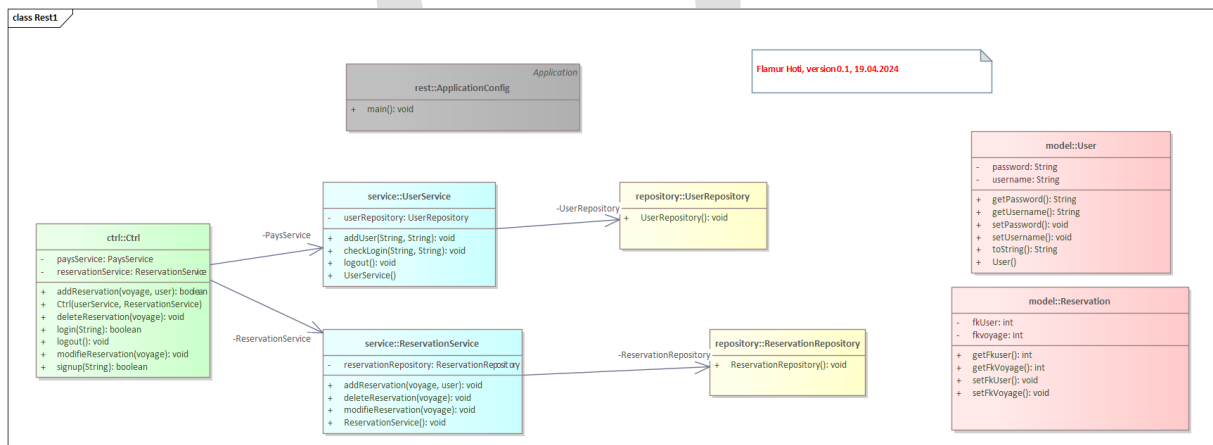 class Rest1
Application
rest::ApplicationConfig
+ main(): void
Flamur Hoti, version 0.1, 19.04.2024
ctrl::Ctrl
- paysService: PaysService
- reservationService: ReservationService
+ addReservation(voyage, user): boolean
+ Ctrl(userService, ReservationService)
+ deleteReservation(voyage): void
+ login(String): boolean
+ logout(): void
+ modifieReservation(voyage): void
+ signup(String): boolean
-PaysService
-ReservationService
service::UserService
- userRepository: UserRepository
+ addUser(String, String): void
+ checkLogin(String, String): void
+ logout(): void
+ UserService()
-UserRepository
repository::UserRepository
+ UserRepository(): void
service::ReservationService
- reservationRepository: ReservationRepository
+ addReservation(voyage, user): void
+ deleteReservation(voyage): void
+ modifieReservation(voyage): void
+ ReservationService(): void
-ReservationRepository
repository::ReservationRepository
+ ReservationRepository(): void
model::User
- password: String
- username: String
+ getPassword(): String
+ getUsername(): String
+ setPassword(): void
+ setUsername(): void
+ toString(): String
+ User()
model::Reservation
- fkUser: int
- fkvoyage: int
+ getFkuser(): int
+ getFkVoyage(): int
+ setFkUser(): void
+ setFkVoyage(): void